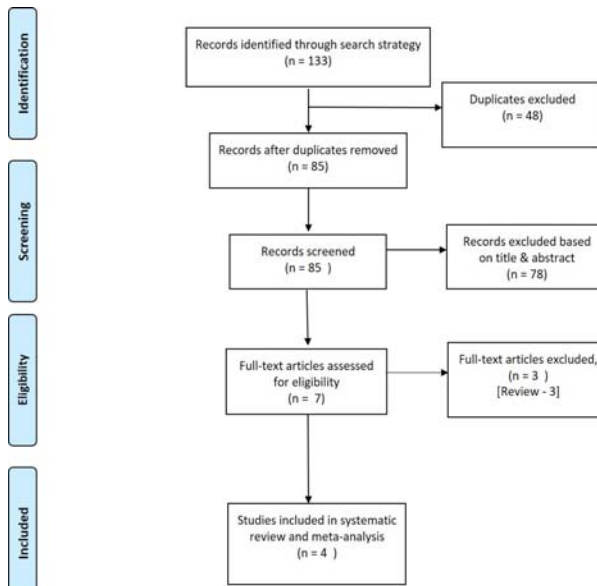 Identification
Records identified through search strategy
(n = 133)
Duplicates excluded
(n = 48)
Records after duplicates removed
(n = 85)
Screening
Records screened
(n = 85 )
Records excluded based
on title & abstract
(n = 78)
Eligibility
Full-text articles assessed
for eligibility
(n = 7)
Full-text articles excluded,
(n = 3 )
[Review - 3]
Included
Studies included in systematic
review and meta-analysis
(n = 4 )